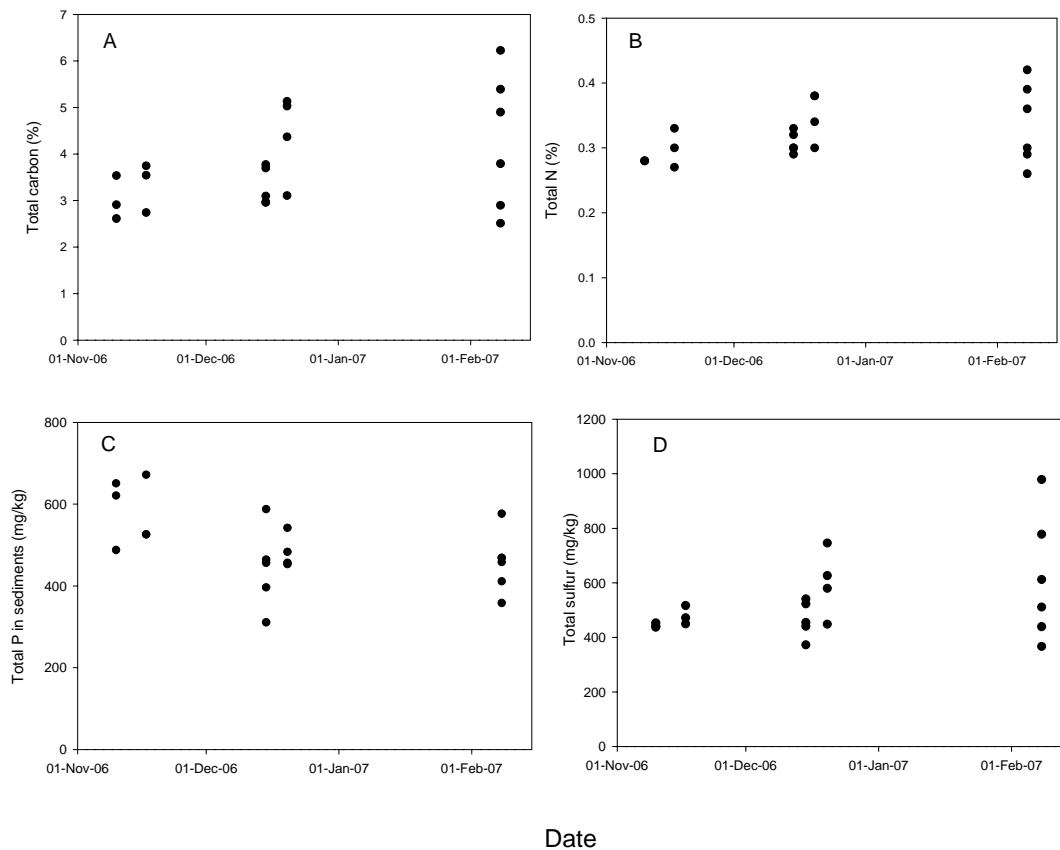 A
Total carbon (%)
7
6
5
4
3
2
1
0
01-Nov-06 01-Dec-06 01-Jan-07 01-Feb-07
B
Total N (%)
0.5
0.4
0.3
0.2
0.1
0.0
01-Nov-06 01-Dec-06 01-Jan-07 01-Feb-07
C
Total P in sediments (mg/kg)
800
600
400
200
0
01-Nov-06 01-Dec-06 01-Jan-07 01-Feb-07
D
Total sulfur (mg/kg)
1200
1000
800
600
400
200
0
01-Nov-06 01-Dec-06 01-Jan-07 01-Feb-07
Date